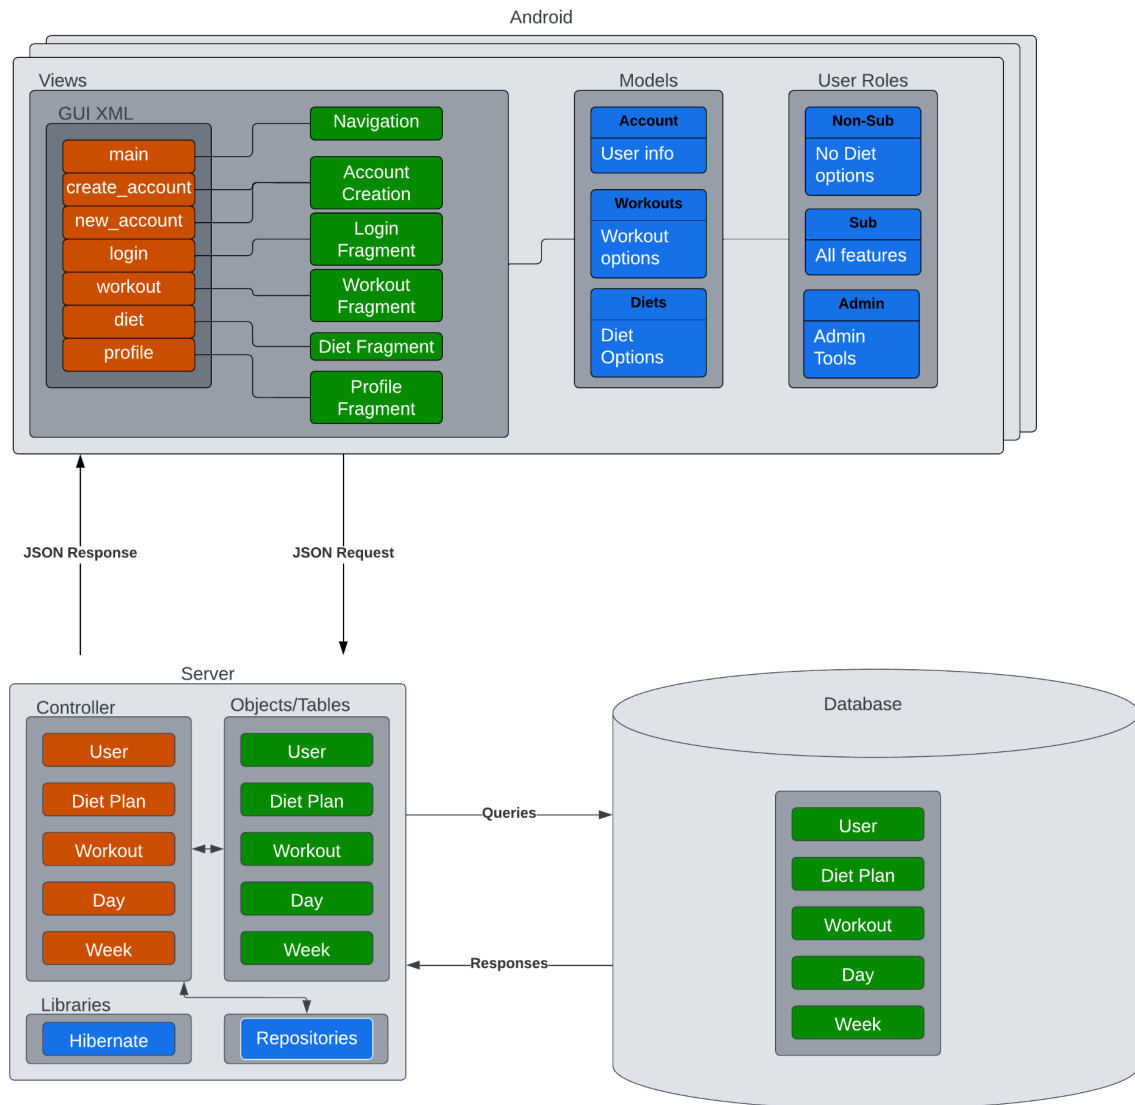 Android
Views
GUI XML
main
create_account
new_account
login
workout
diet
profile
Navigation
Account
Creation
Login
Fragment
Workout
Fragment
Diet Fragment
Profile
Fragment
Models
Account
User info
Workouts
Workout
options
Diets
Diet
Options
User Roles
Non-Sub
No Diet
options
Sub
All features
Admin
Admin
Tools
JSON Response
JSON Request
Server
Controller
User
Diet Plan
Workout
Day
Week
Objects/Tables
User
Diet Plan
Workout
Day
Week
Libraries
Hibernate
Repositories
Queries
Responses
Database
User
Diet Plan
Workout
Day
Week